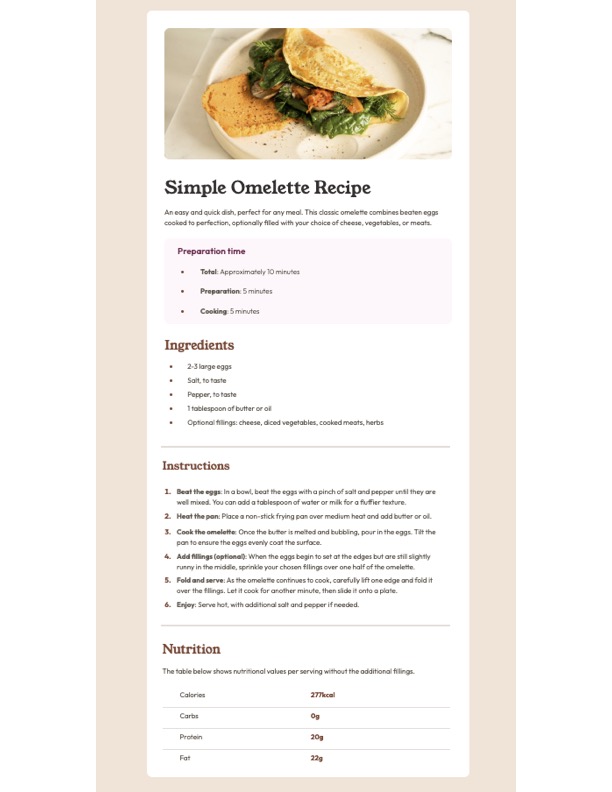 Simple Omelette Recipe
An easy and quick dish, perfect for any meal. This classic omelette combines beaten eggs
cooked to perfection, optionally filled with your choice of cheese, vegetables, or meats.
Preparation time
• Total: Approximately 10 minutes
• Preparation: 5 minutes
• Cooking: 5 minutes
Ingredients
• 2-3 large eggs
• Salt, to taste
• Pepper, to taste
• 1 tablespoon of butter or oil
• Optional fillings: cheese, diced vegetables, cooked meats, herbs
Instructions
1. Beat the eggs: In a bowl, beat the eggs with a pinch of salt and pepper until they are
well mixed. You can add a tablespoon of water or milk for a fluffier texture.
2. Heat the pan: Place a non-stick frying pan over medium heat and add butter or oil.
3. Cook the omelette: Once the butter is melted and bubbling, pour in the eggs. Tilt the
pan to ensure the eggs evenly coat the surface.
4. Add fillings (optional): When the eggs begin to set at the edges but are still slightly
runny in the middle, sprinkle your chosen fillings over one half of the omelette.
5. Fold and serve: As the omelette continues to cook, carefully lift one edge and fold it
over the fillings. Let it cook for another minute, then slide it onto a plate.
6. Enjoy: Serve hot, with additional salt and pepper if needed.
Nutrition
The table below shows nutritional values per serving without the additional fillings.
Calories 277kcal
Carbs 0g
Protein 20g
Fat 22g